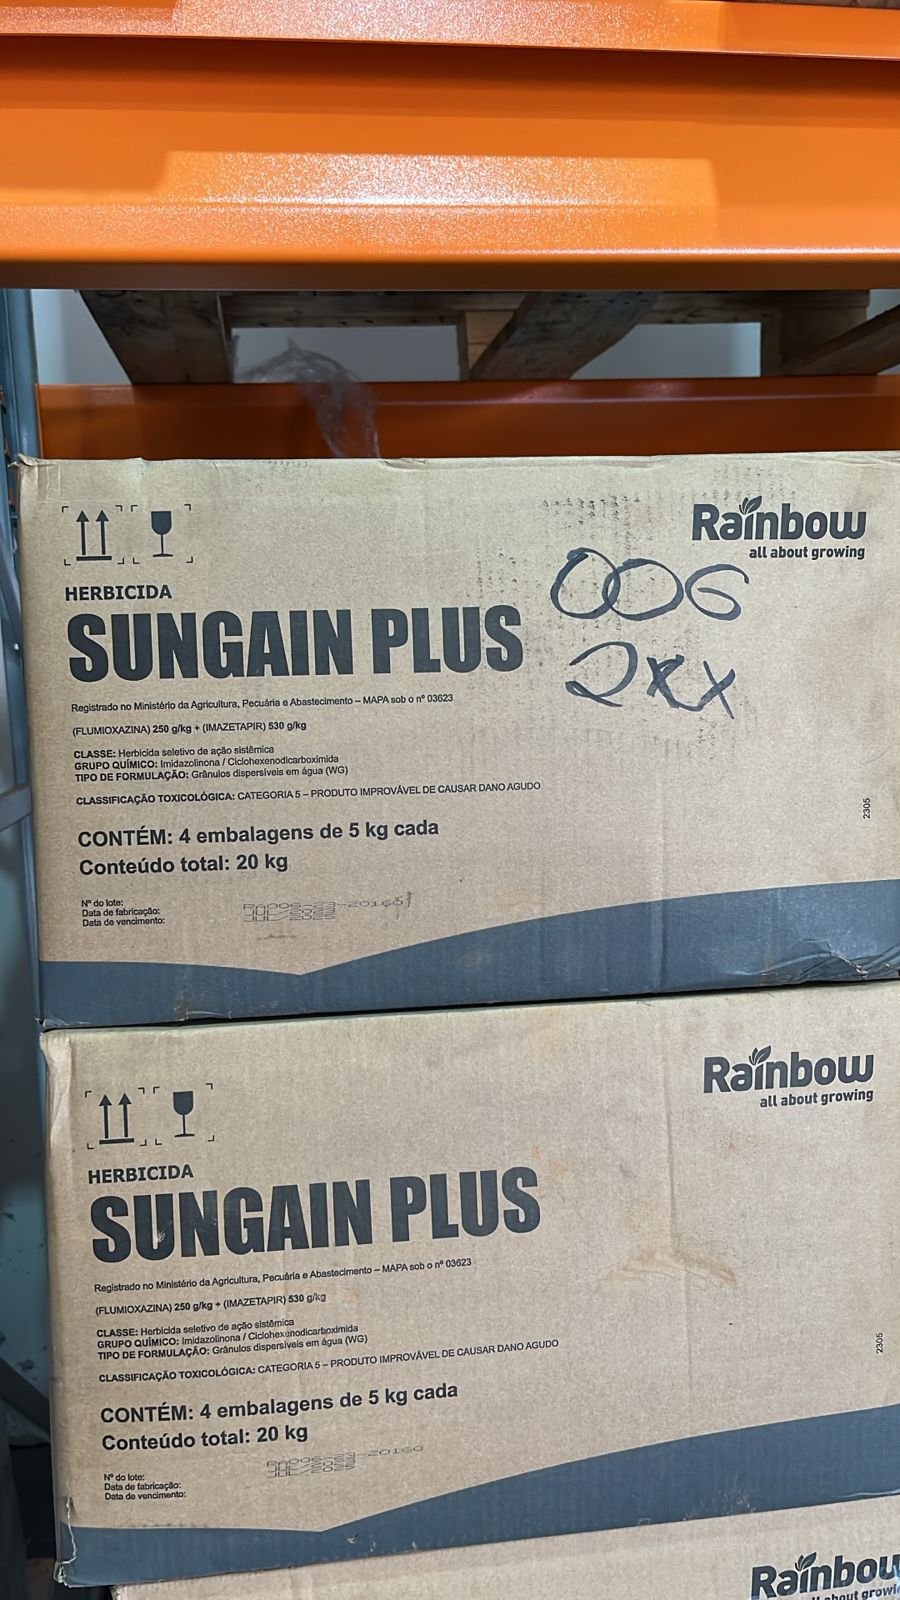 Rainbow
all about growing
HERBICIDA
SUNGAIN PLUS
006
2xx
Registrado no Ministério da Agricultura, Pecuária e Abastecimento – MAPA sob o nº 03623
(FLUMIOXAZINA) 250 g/kg + (IMAZETAPIR) 530 g/kg
CLASSE: Herbicida seletivo de ação sistêmica
GRUPO QUÍMICO: Imidazolinona / Ciclohexenodicarboximida
TIPO DE FORMULAÇÃO: Grânulos dispersíveis em água (WG)
CLASSIFICAÇÃO TOXICOLÓGICA: CATEGORIA 5 – PRODUTO IMPROVÁVEL DE CAUSAR DANO AGUDO
2305
CONTÉM: 4 embalagens de 5 kg cada
Conteúdo total: 20 kg
Nº do lote:
Data de fabricação:
Data de vencimento:
Rainbow
all about growing
HERBICIDA
SUNGAIN PLUS
Registrado no Ministério da Agricultura, Pecuária e Abastecimento – MAPA sob o nº 03623
(FLUMIOXAZINA) 250 g/kg + (IMAZETAPIR) 530 g/kg
CLASSE: Herbicida seletivo de ação sistêmica
GRUPO QUÍMICO: Imidazolinona / Ciclohexenodicarboximida
TIPO DE FORMULAÇÃO: Grânulos dispersíveis em água (WG)
CLASSIFICAÇÃO TOXICOLÓGICA: CATEGORIA 5 – PRODUTO IMPROVÁVEL DE CAUSAR DANO AGUDO
2305
CONTÉM: 4 embalagens de 5 kg cada
Conteúdo total: 20 kg
Nº do lote: RA006-23-20160
Data de fabricação:
Data de vencimento: JUL/2025
Rainbow